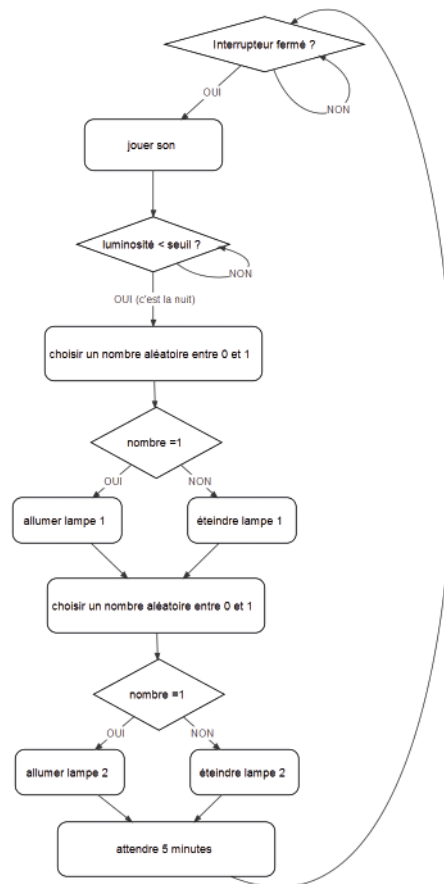 Interrupteur fermé ?
OUI
NON
jouer son
luminosité < seuil ?
NON
OUI (c'est la nuit)
choisir un nombre aléatoire entre 0 et 1
nombre =1
OUI
NON
allumer lampe 1
éteindre lampe 1
choisir un nombre aléatoire entre 0 et 1
nombre =1
OUI
NON
allumer lampe 2
éteindre lampe 2
attendre 5 minutes